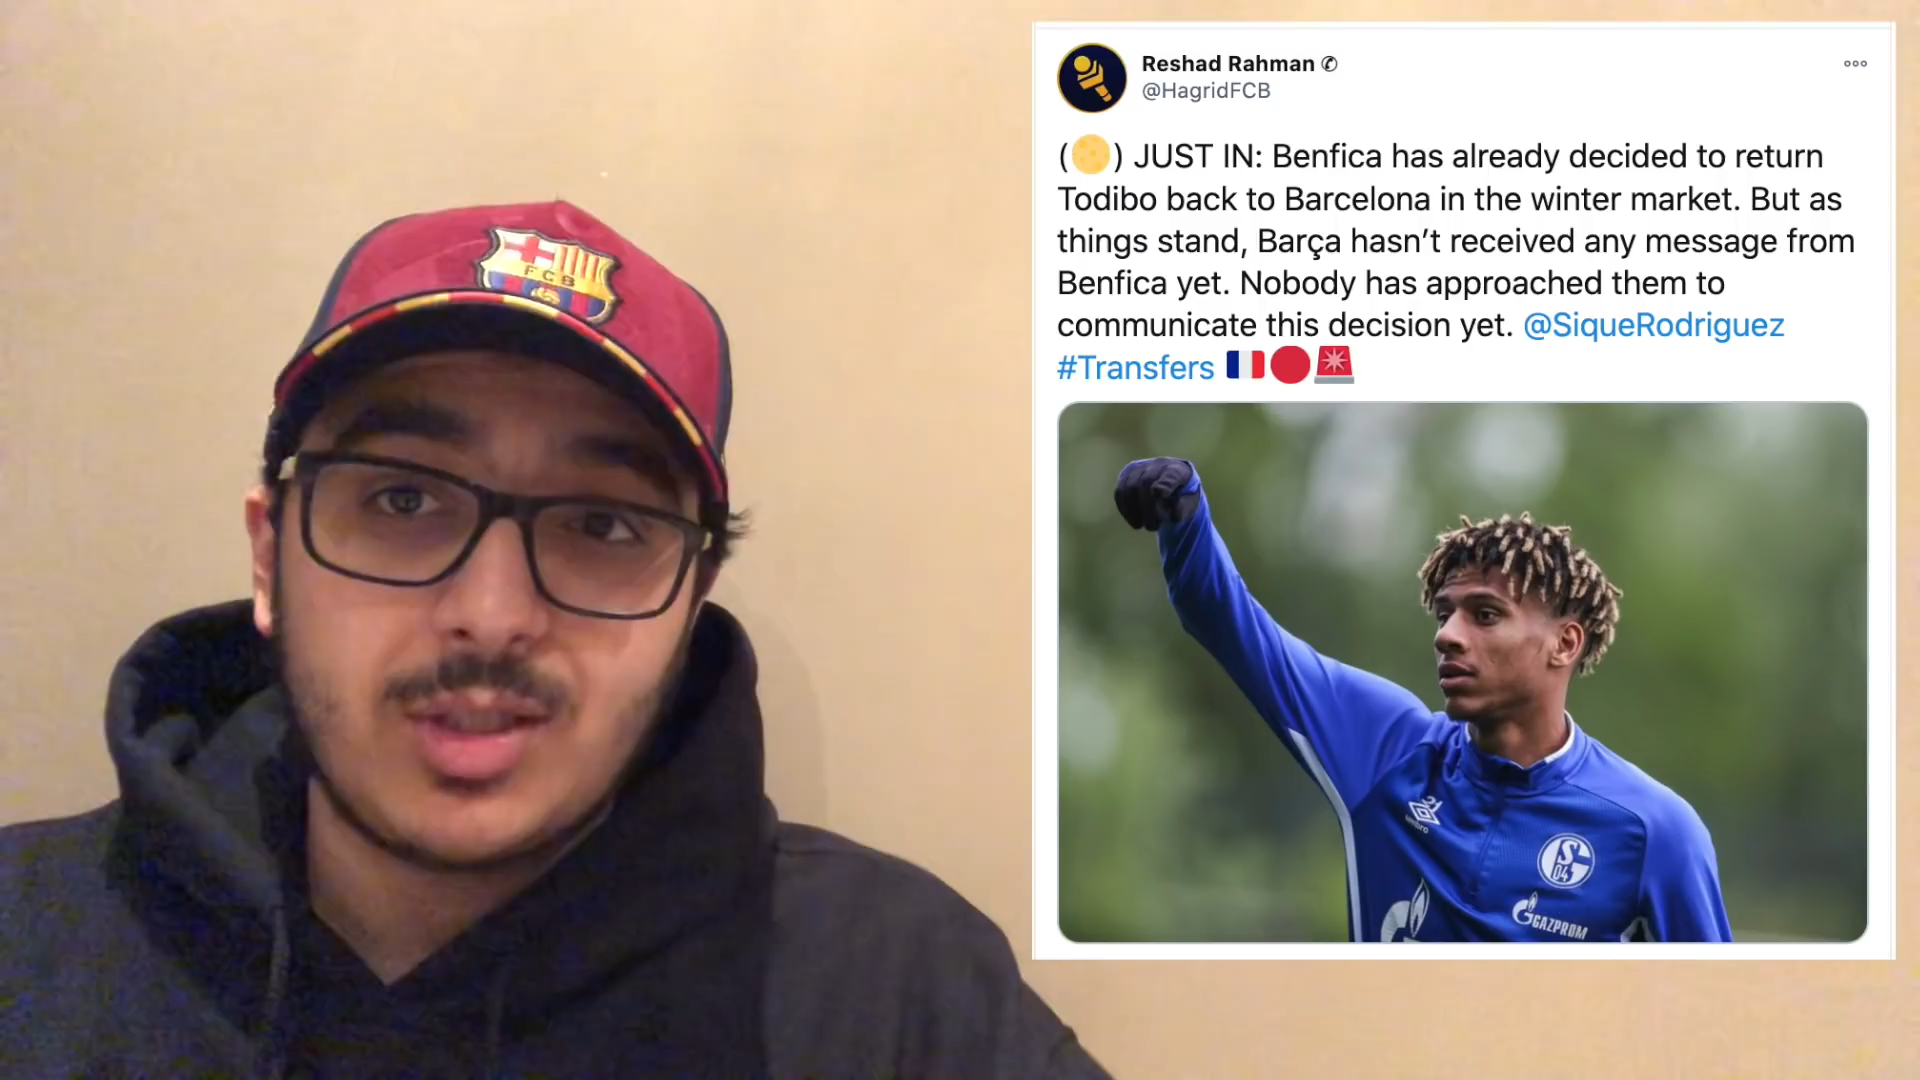 Reshad Rahman ✆
@HagridFCB
(🌕) JUST IN: Benfica has already decided to return
Todibo back to Barcelona in the winter market. But as
things stand, Barça hasn't received any message from
Benfica yet. Nobody has approached them to
communicate this decision yet. @SiqueRodriguez
#Transfers 🇫🇷🔴🚨
FCB
umbro
S04
GAZPROM